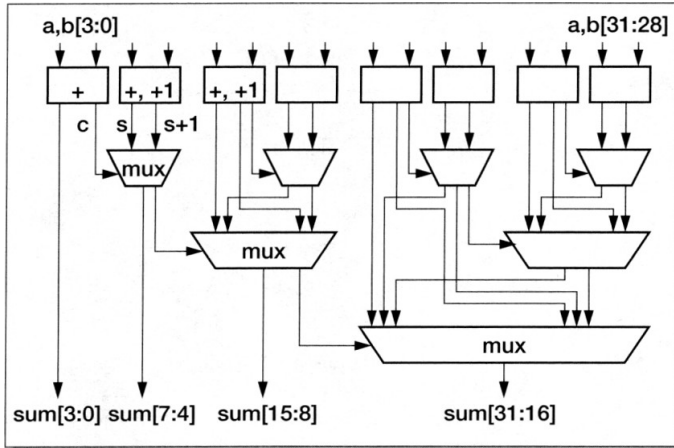 a,b[3:0] a,b[31:28]
+ +, +1 +, +1
c s s+1
mux
mux
mux
sum[3:0] sum[7:4] sum[15:8] sum[31:16]